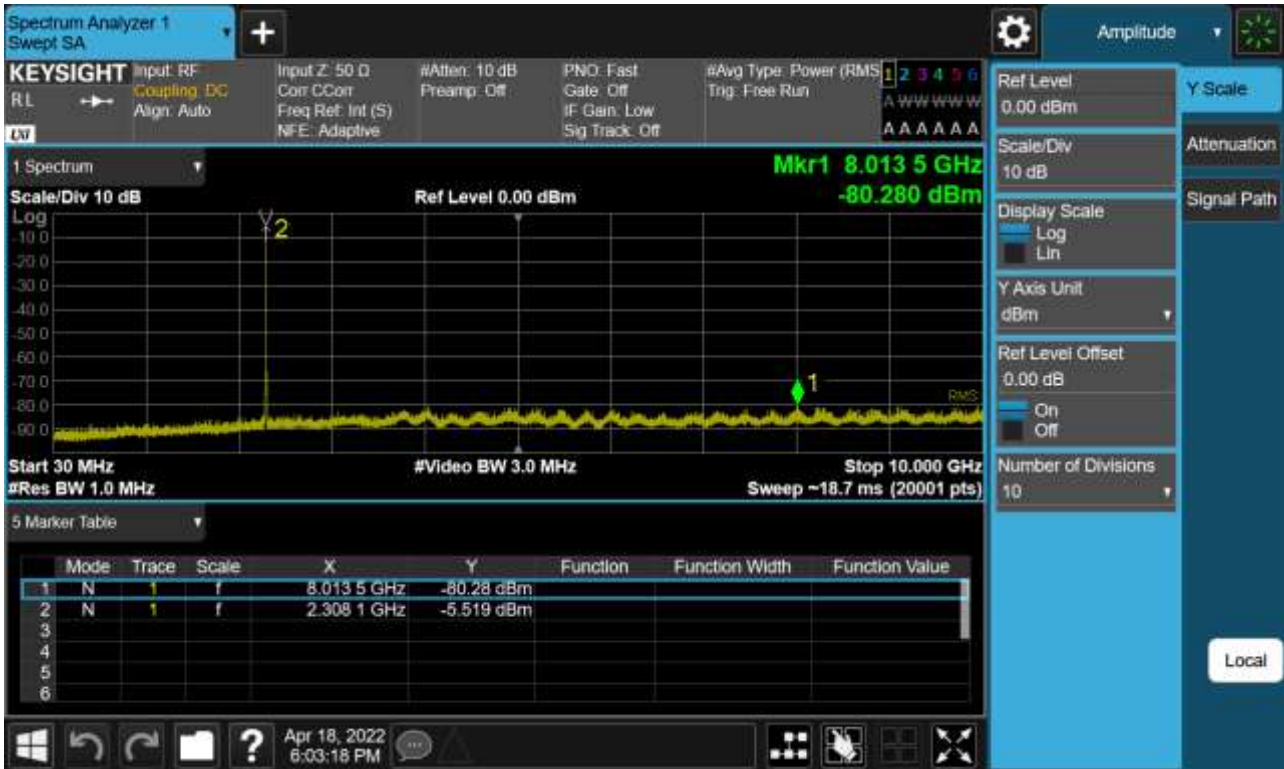 Spectrum Analyzer 1
Swept SA
+
Amplitude
KEYSIGHT
RL
LXI
Input: RF
Coupling: DC
Align: Auto
Input Z: 50 Ω
Corr CCorr
Freq Ref: Int (S)
NFE: Adaptive
#Atten: 10 dB
Preamp: Off
PNO: Fast
Gate: Off
IF Gain: Low
Sig Track: Off
#Avg Type: Power (RMS
Trig: Free Run
1 2 3 4 5 6
A W W W W W
A A A A A A
1 Spectrum
Mkr1 8.013 5 GHz
Scale/Div 10 dB
Ref Level 0.00 dBm
-80.280 dBm
Log
-10.0
-20.0
-30.0
-40.0
-50.0
-60.0
-70.0
-80.0
-90.0
2
1
RMS
Start 30 MHz
#Video BW 3.0 MHz
Stop 10.000 GHz
#Res BW 1.0 MHz
Sweep ~18.7 ms (20001 pts)
5 Marker Table
Mode Trace Scale X Y Function Function Width Function Value
1 N 1 f 8.013 5 GHz -80.28 dBm
2 N 1 f 2.308 1 GHz -5.519 dBm
3
4
5
6
Ref Level
0.00 dBm
Scale/Div
10 dB
Display Scale
Log
Lin
Y Axis Unit
dBm
Ref Level Offset
0.00 dB
On
Off
Number of Divisions
10
Y Scale
Attenuation
Signal Path
Local
?
Apr 18, 2022
6:03:18 PM